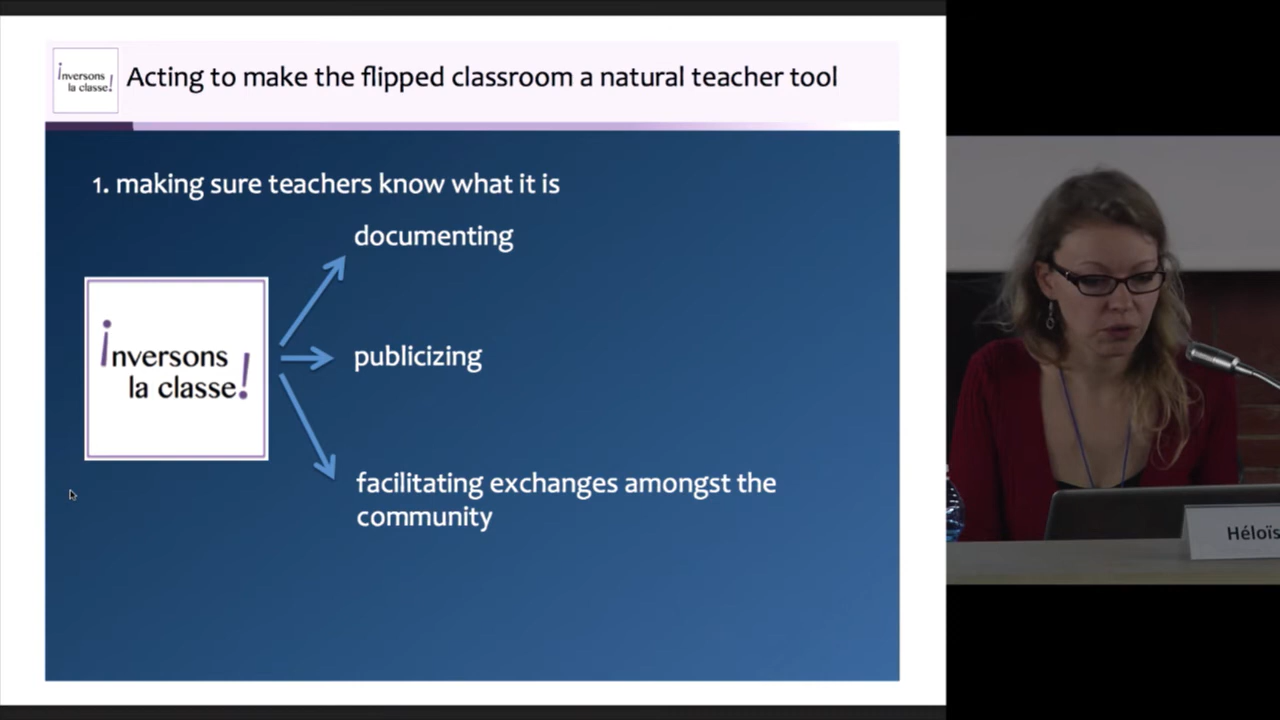 inversons
la classe!
Acting to make the flipped classroom a natural teacher tool
1. making sure teachers know what it is
documenting
inversons
la classe!
publicizing
facilitating exchanges amongst the
community
Héloïs